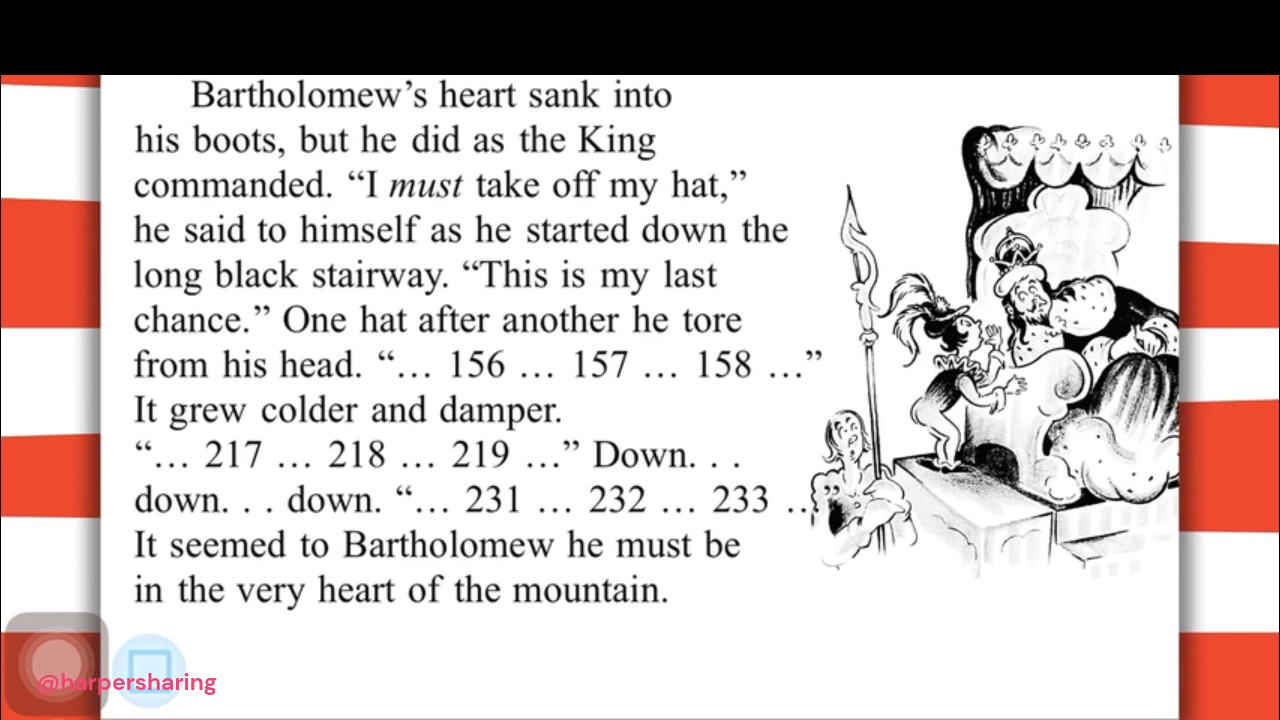 Bartholomew’s heart sank into
his boots, but he did as the King
commanded. “I must take off my hat,”
he said to himself as he started down the
long black stairway. “This is my last
chance.” One hat after another he tore
from his head. “… 156 … 157 … 158 …”
It grew colder and damper.
“… 217 … 218 … 219 …” Down. . .
down. . . down. “… 231 … 232 … 233 …”
It seemed to Bartholomew he must be
in the very heart of the mountain.
@harpersharing